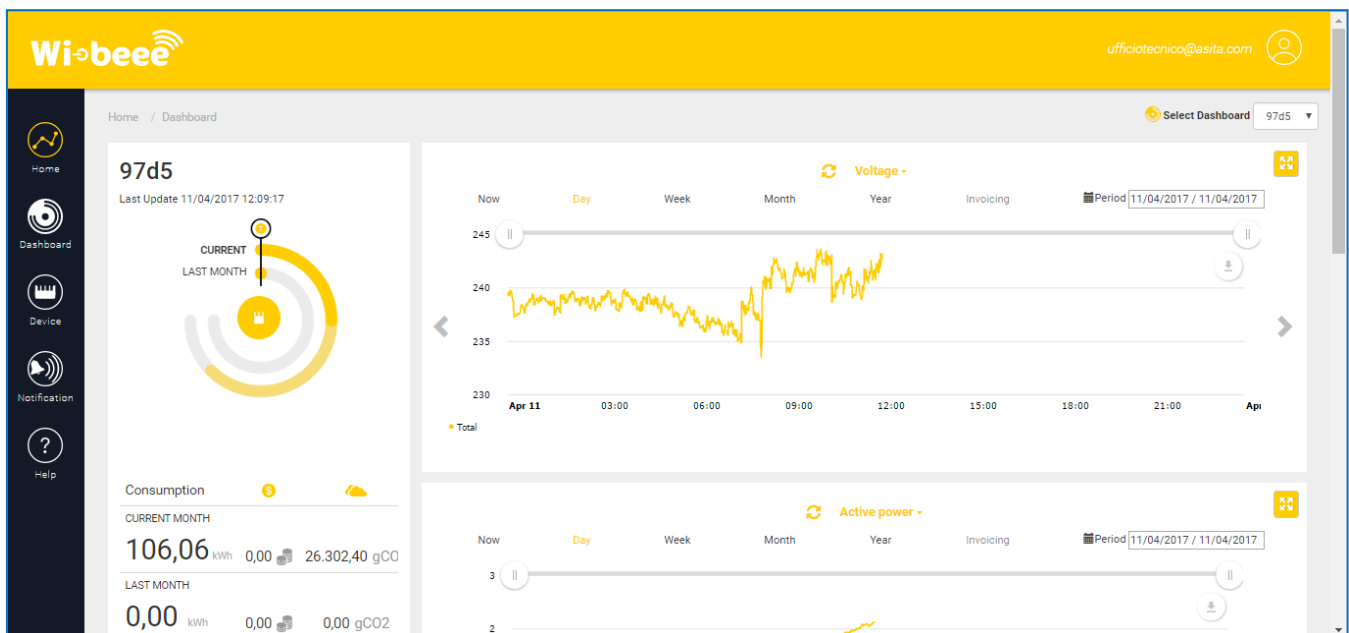 Wi-beee
ufficiotecnico@asita.com
Home
Dashboard
Device
Notification
Help
Home / Dashboard
Select Dashboard 97d5
97d5
Last Update 11/04/2017 12:09:17
CURRENT
LAST MONTH
Consumption
CURRENT MONTH
106,06 kWh 0,00 26.302,40 gCO
LAST MONTH
0,00 kWh 0,00 0,00 gCO2
Voltage
Now Day Week Month Year Invoicing Period 11/04/2017 / 11/04/2017
245
240
235
230
Apr 11 03:00 06:00 09:00 12:00 15:00 18:00 21:00 Ap
Total
Active power
Now Day Week Month Year Invoicing Period 11/04/2017 / 11/04/2017
3
2